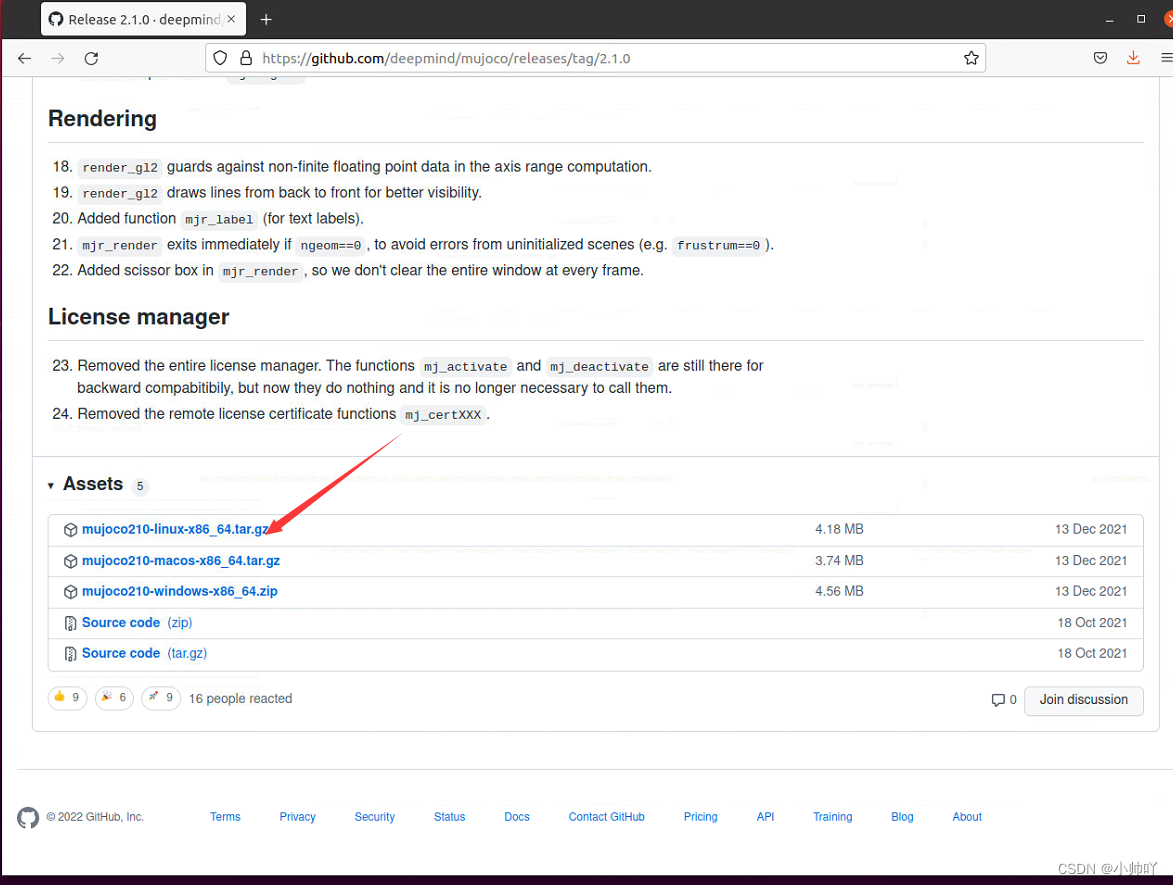 Release 2.1.0 · deepmind/
https://github.com/deepmind/mujoco/releases/tag/2.1.0
Rendering
18. render_gl2 guards against non-finite floating point data in the axis range computation.
19. render_gl2 draws lines from back to front for better visibility.
20. Added function mjr_label (for text labels).
21. mjr_render exits immediately if ngeom==0, to avoid errors from uninitialized scenes (e.g. frustrum==0).
22. Added scissor box in mjr_render, so we don't clear the entire window at every frame.
License manager
23. Removed the entire license manager. The functions mj_activate and mj_deactivate are still there for
backward compabitibily, but now they do nothing and it is no longer necessary to call them.
24. Removed the remote license certificate functions mj_certXXX.
Assets 5
mujoco210-linux-x86_64.tar.gz 4.18 MB 13 Dec 2021
mujoco210-macos-x86_64.tar.gz 3.74 MB 13 Dec 2021
mujoco210-windows-x86_64.zip 4.56 MB 13 Dec 2021
Source code (zip) 18 Oct 2021
Source code (tar.gz) 18 Oct 2021
9 6 9 16 people reacted 0 Join discussion
© 2022 GitHub, Inc. Terms Privacy Security Status Docs Contact GitHub Pricing API Training Blog About
CSDN @小帅吖